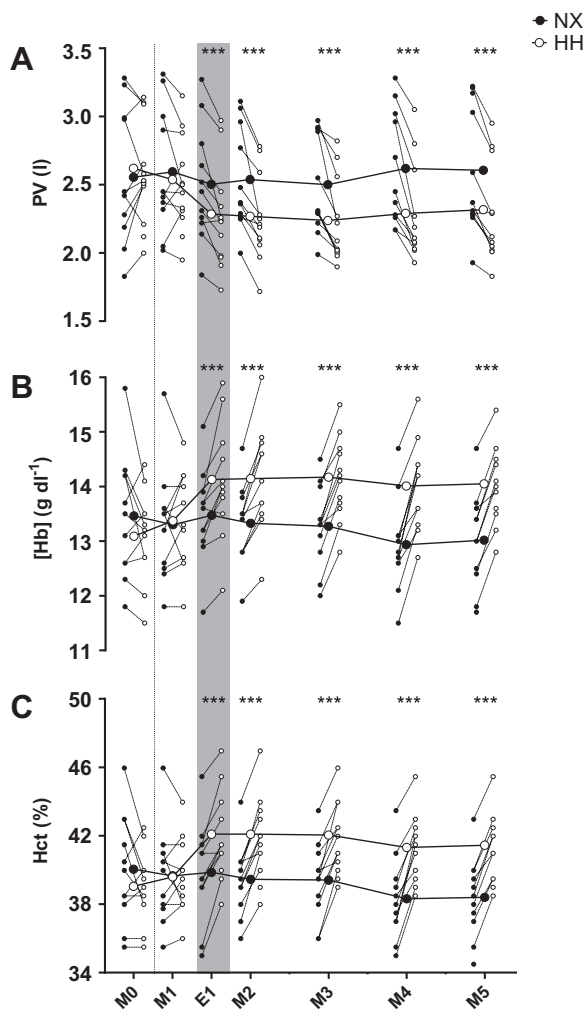 NX
HH
A
PV (l)
3.5
3.0
2.5
2.0
1.5
*** *** *** *** ***
B
[Hb] (g dl⁻¹)
16
15
14
13
12
11
*** *** *** *** ***
C
Hct (%)
50
46
42
38
34
*** *** *** *** ***
M0 M1 E1 M2 M3 M4 M5